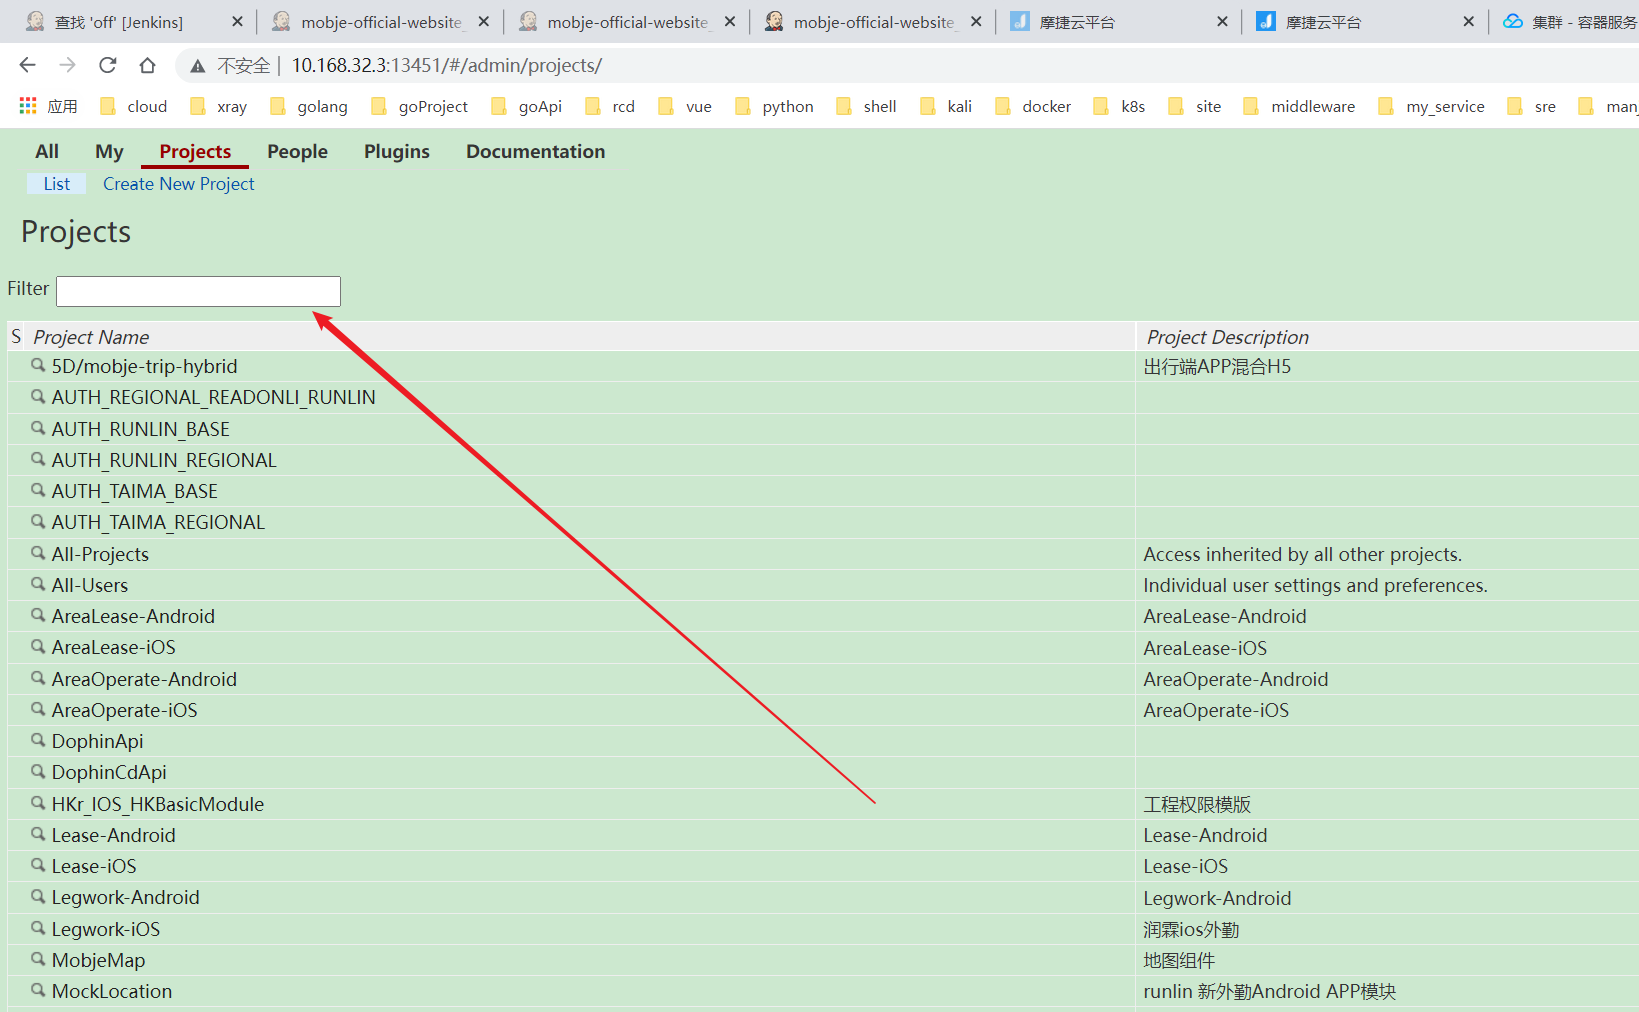 查找 'off' [Jenkins]
mobje-official-website_
mobje-official-website_
mobje-official-website_
摩捷云平台
摩捷云平台
集群 - 容器服务
不安全 10.168.32.3:13451/#/admin/projects/
应用 cloud xray golang goProject goApi rcd vue python shell kali docker k8s site middleware my_service sre man
All My Projects People Plugins Documentation
List Create New Project
Projects
Filter
S Project Name Project Description
5D/mobje-trip-hybrid 出行端APP混合H5
AUTH_REGIONAL_READONLI_RUNLIN
AUTH_RUNLIN_BASE
AUTH_RUNLIN_REGIONAL
AUTH_TAIMA_BASE
AUTH_TAIMA_REGIONAL
All-Projects Access inherited by all other projects.
All-Users Individual user settings and preferences.
AreaLease-Android AreaLease-Android
AreaLease-iOS AreaLease-iOS
AreaOperate-Android AreaOperate-Android
AreaOperate-iOS AreaOperate-iOS
DophinApi
DophinCdApi
HKr_IOS_HKBasicModule 工程权限模版
Lease-Android Lease-Android
Lease-iOS Lease-iOS
Legwork-Android Legwork-Android
Legwork-iOS 润霖ios外勤
MobjeMap 地图组件
MockLocation runlin 新外勤Android APP模块